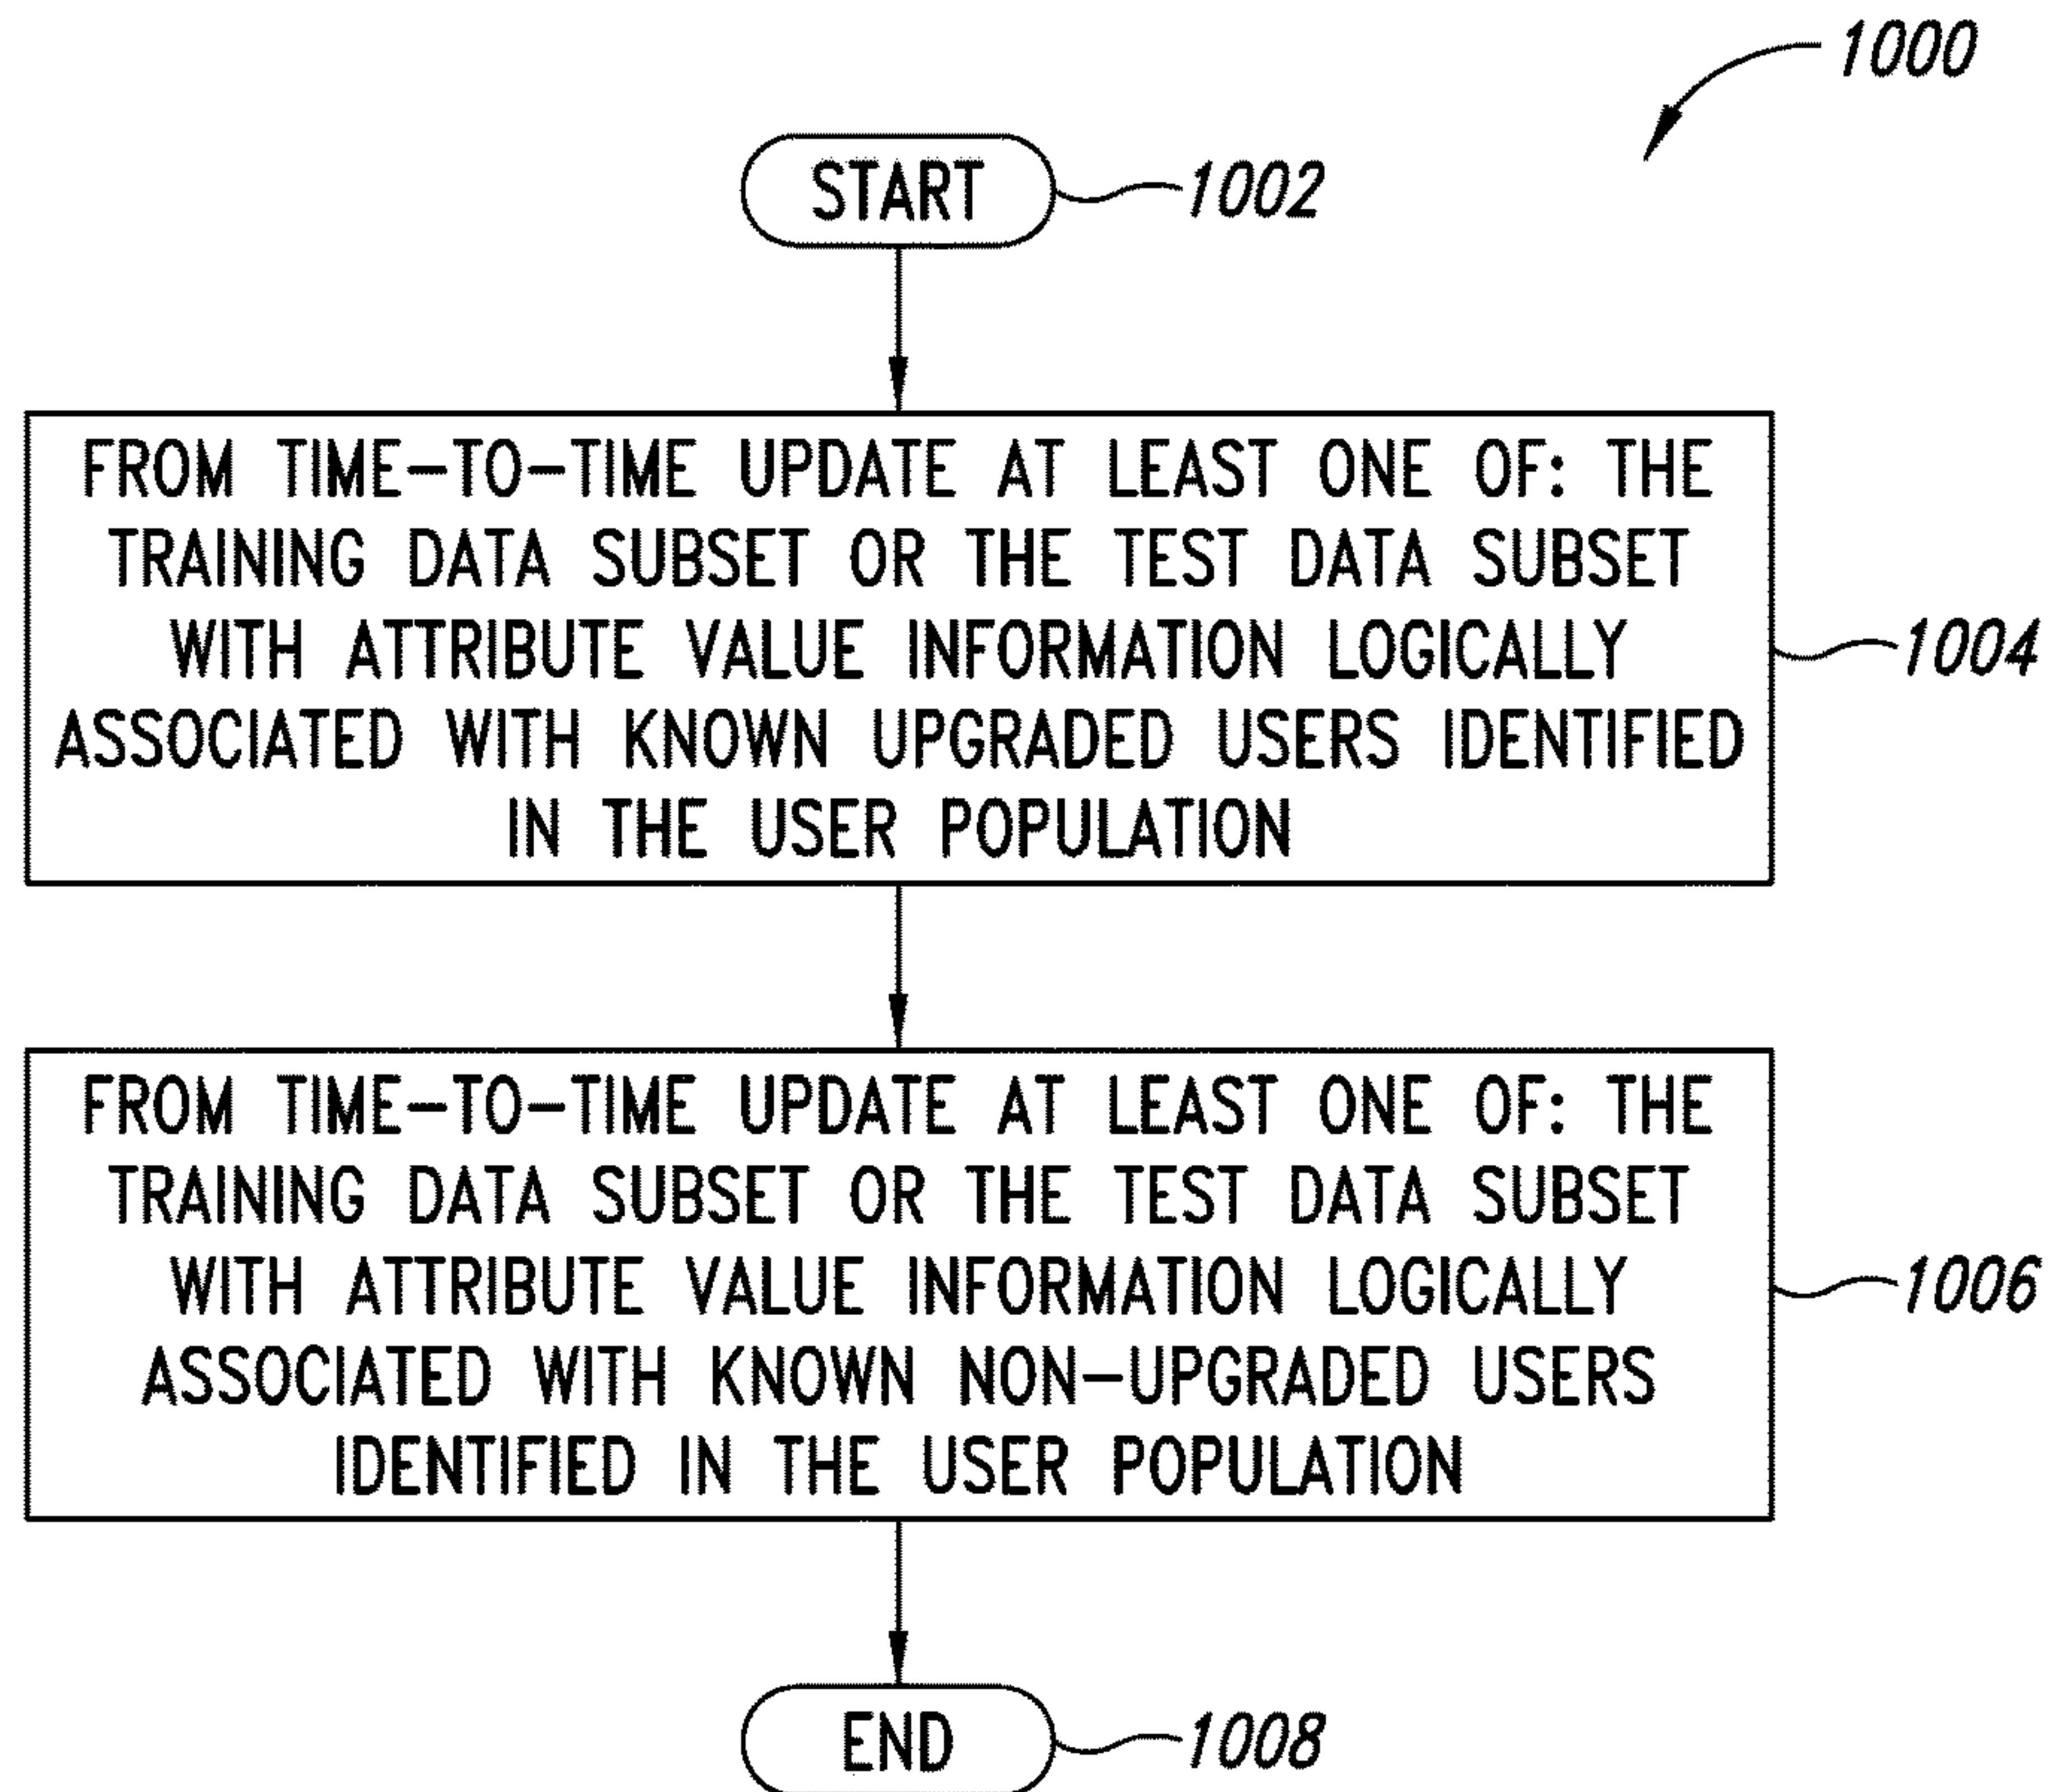 1000
START
1002
FROM TIME-TO-TIME UPDATE AT LEAST ONE OF: THE
TRAINING DATA SUBSET OR THE TEST DATA SUBSET
WITH ATTRIBUTE VALUE INFORMATION LOGICALLY
ASSOCIATED WITH KNOWN UPGRADED USERS IDENTIFIED
IN THE USER POPULATION
1004
FROM TIME-TO-TIME UPDATE AT LEAST ONE OF: THE
TRAINING DATA SUBSET OR THE TEST DATA SUBSET
WITH ATTRIBUTE VALUE INFORMATION LOGICALLY
ASSOCIATED WITH KNOWN NON-UPGRADED USERS
IDENTIFIED IN THE USER POPULATION
1006
END
1008